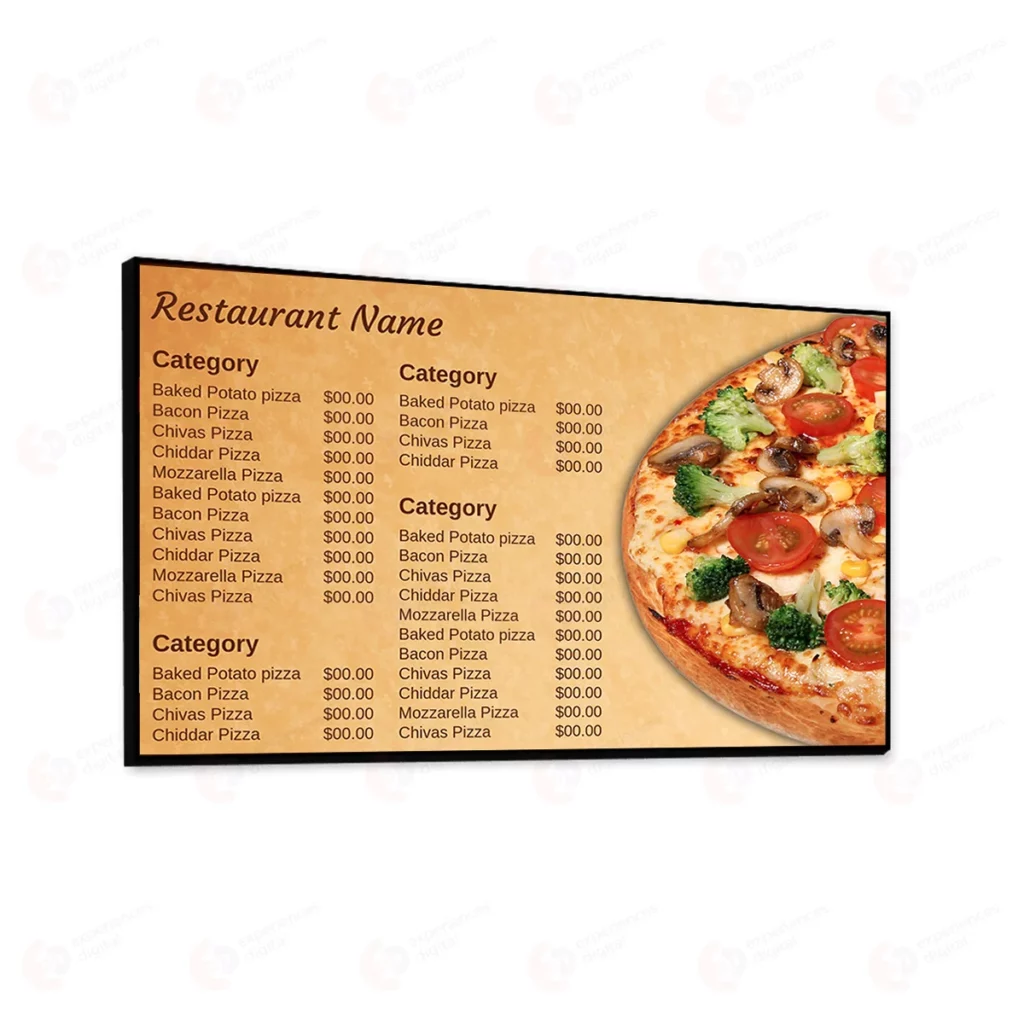 Restaurant Name
Category
Baked Potato pizza $00.00
Bacon Pizza $00.00
Chivas Pizza $00.00
Chiddar Pizza $00.00
Mozzarella Pizza $00.00
Baked Potato pizza $00.00
Bacon Pizza $00.00
Chivas Pizza $00.00
Chiddar Pizza $00.00
Mozzarella Pizza $00.00
Chivas Pizza $00.00
Category
Baked Potato pizza $00.00
Bacon Pizza $00.00
Chivas Pizza $00.00
Chiddar Pizza $00.00
Category
Baked Potato pizza $00.00
Bacon Pizza $00.00
Chivas Pizza $00.00
Chiddar Pizza $00.00
Category
Baked Potato pizza $00.00
Bacon Pizza $00.00
Chivas Pizza $00.00
Chiddar Pizza $00.00
Mozzarella Pizza $00.00
Baked Potato pizza $00.00
Bacon Pizza $00.00
Chivas Pizza $00.00
Chiddar Pizza $00.00
Mozzarella Pizza $00.00
Chivas Pizza $00.00
experiences
digital